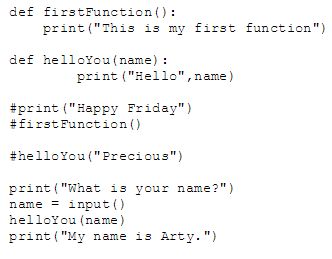 def firstFunction():
    print("This is my first function")

def helloYou(name):
        print("Hello",name)

#print("Happy Friday")
#firstFunction()

#helloYou("Precious")

print("What is your name?")
name = input()
helloYou(name)
print("My name is Arty.")